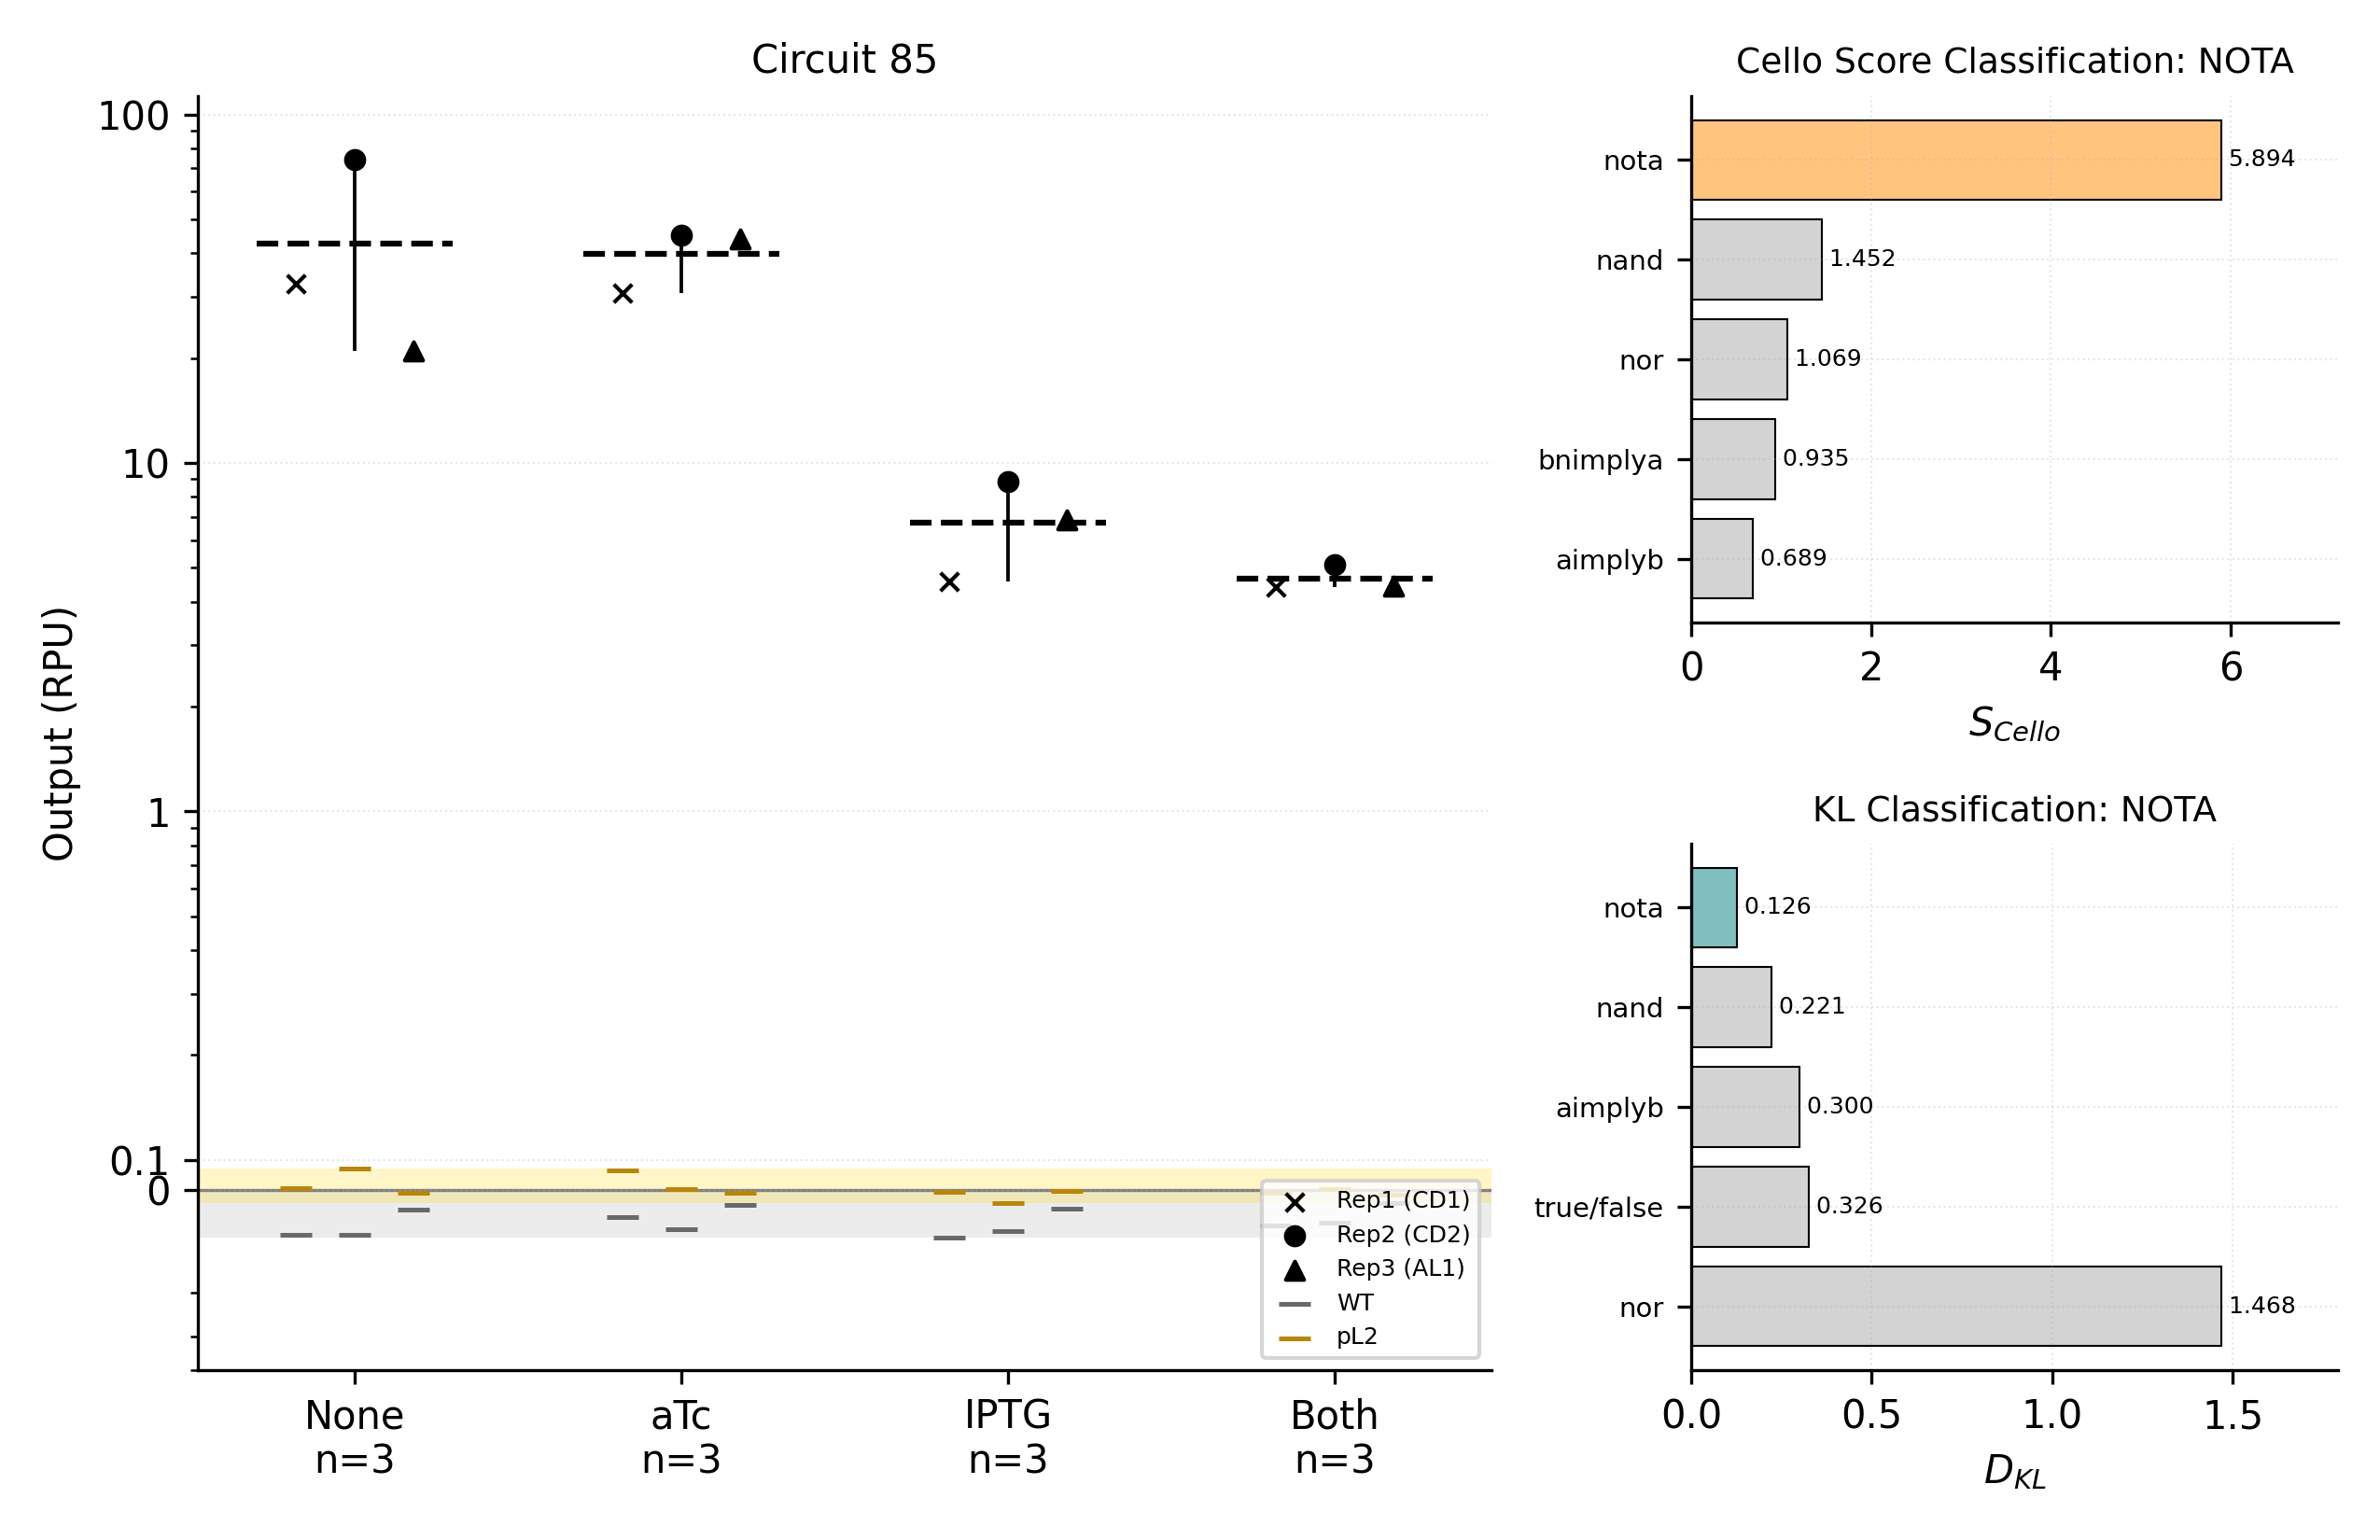 Circuit 85
Output (RPU)
100
10
1
0.1
0
None
n=3
aTc
n=3
IPTG
n=3
Both
n=3
Rep1 (CD1)
Rep2 (CD2)
Rep3 (AL1)
WT
pL2
Cello Score Classification: NOTA
nota
5.894
nand
1.452
nor
1.069
bnimplya
0.935
aimplyb
0.689
0 2 4 6
S_Cello
KL Classification: NOTA
nota
0.126
nand
0.221
aimplyb
0.300
true/false
0.326
nor
1.468
0.0 0.5 1.0 1.5
D_KL